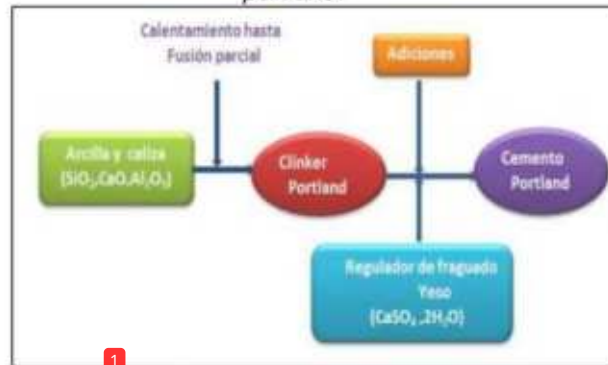 Calentamiento hasta
Fusión parcial
Adiciones
Arcilla y caliza
(SiO₂,CaO,Al₂O₃)
Clinker
Portland
Cemento
Portland
Regulador de fraguado
Yeso
(CaSO₄ ,2H₂O)
1